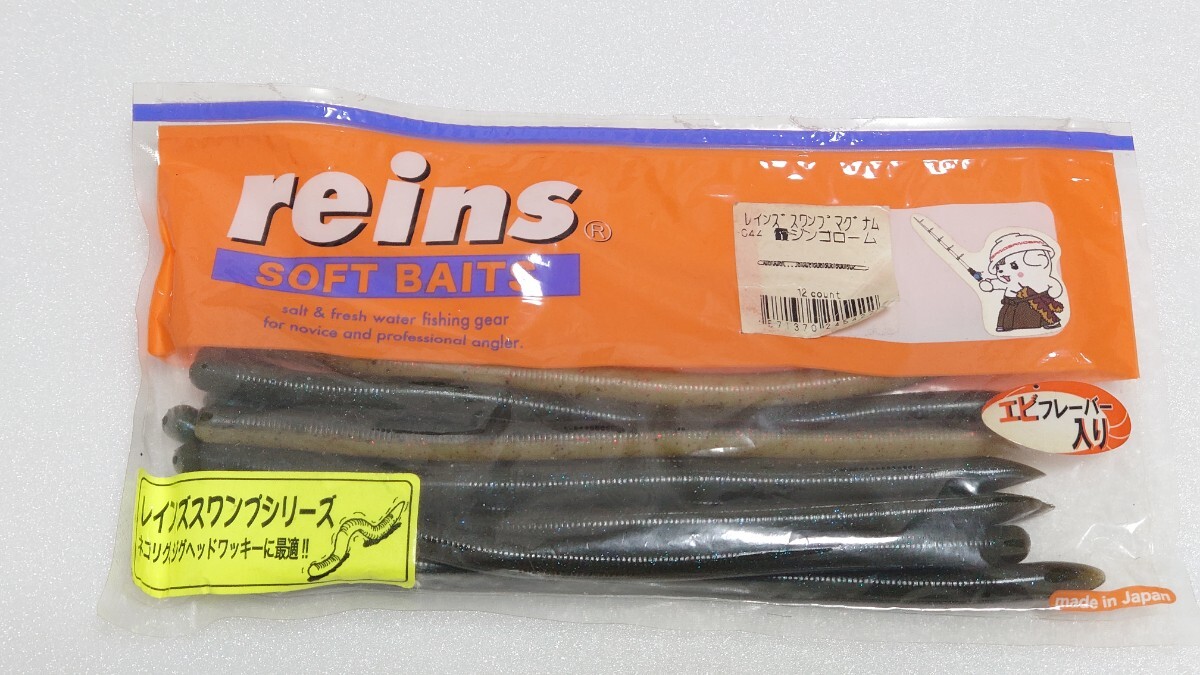 reins®
SOFT BAITS
salt & fresh water fishing gear
for novice and professional angler.
レインズスワンプマグナム
044
ジンコローム
12 count
エビフレーバー
入り
レインズスワンプシリーズ
ネコリグジグヘッドワッキーに最適!!
made in Japan